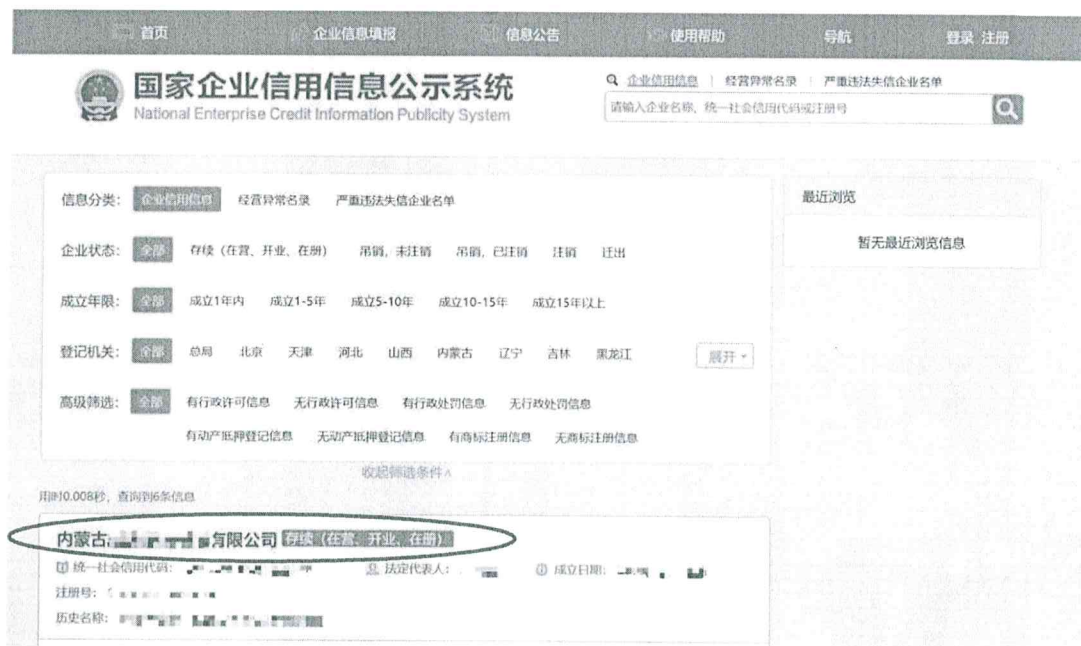 首页 企业信息填报 信息公告 使用帮助 导航 登录 注册
国家企业信用信息公示系统
National Enterprise Credit Information Publicity System
企业信用信息 | 经营异常名录 | 严重违法失信企业名单
请输入企业名称、统一社会信用代码或注册号
信息分类: 企业信用信息 经营异常名录 严重违法失信企业名单
企业状态: 全部 存续（在营、开业、在册） 吊销，未注销 吊销，已注销 注销 迁出
成立年限: 全部 成立1年内 成立1-5年 成立5-10年 成立10-15年 成立15年以上
登记机关: 全部 总局 北京 天津 河北 山西 内蒙古 辽宁 吉林 黑龙江 展开
高级筛选: 全部 有行政许可信息 无行政许可信息 有行政处罚信息 无行政处罚信息
有动产抵押登记信息 无动产抵押登记信息 有商标注册信息 无商标注册信息
收起筛选条件
最近浏览
暂无最近浏览信息
用时0.008秒，查询到6条信息
内蒙古 有限公司 存续（在营、开业、在册）
统一社会信用代码: 法定代表人: 成立日期:
注册号:
历史名称: